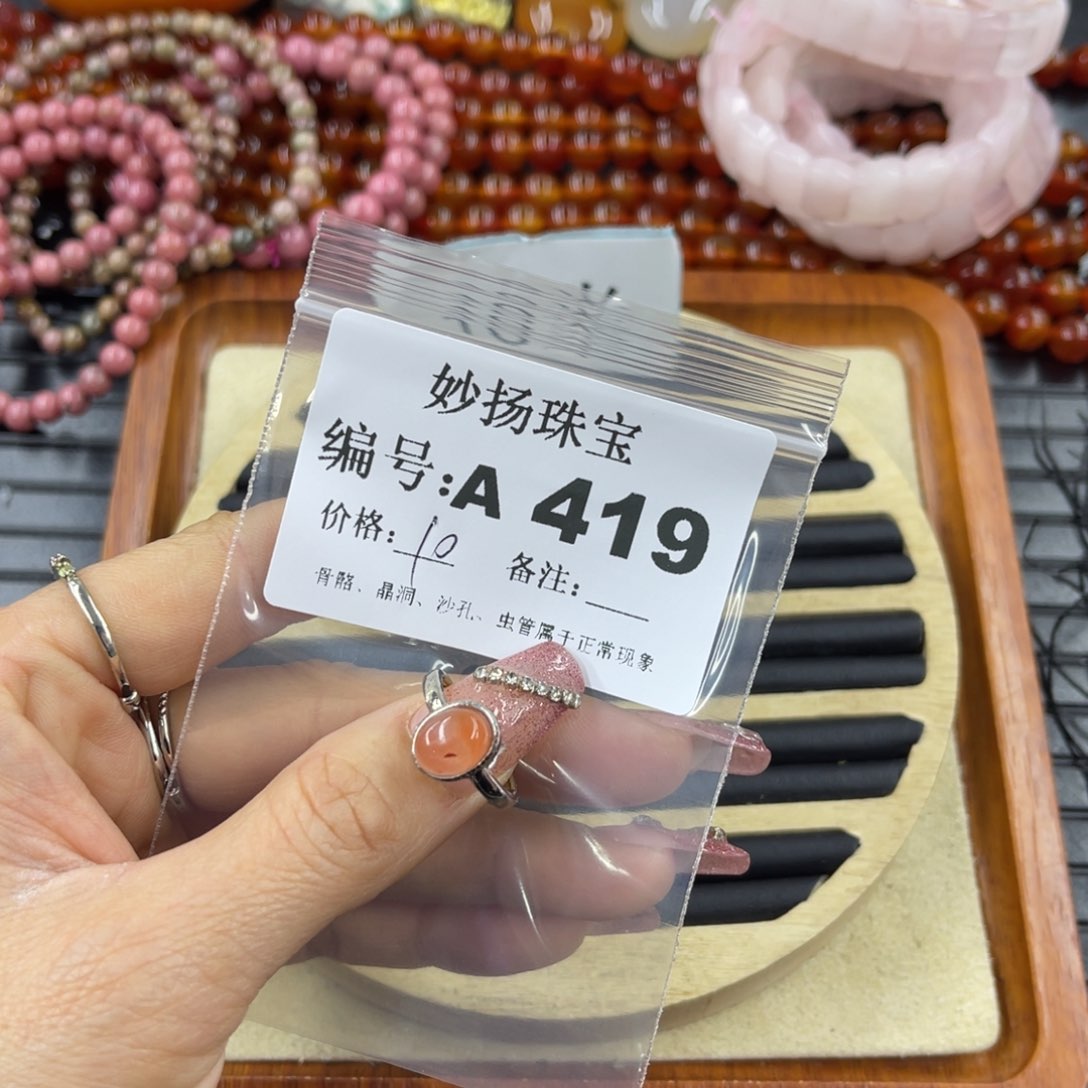 妙扬珠宝
编号:A 419
价格: 10 备注:
骨骼、晶洞、沙孔、虫管属于正常现象